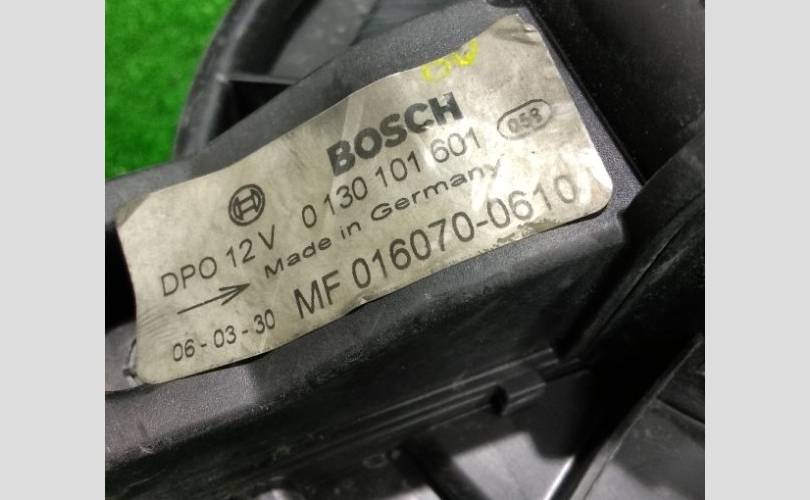 BOSCH
058
DPO 12 V 0 130 101 601
Made in Germany
MF 016070-0610
06 - 03 - 30